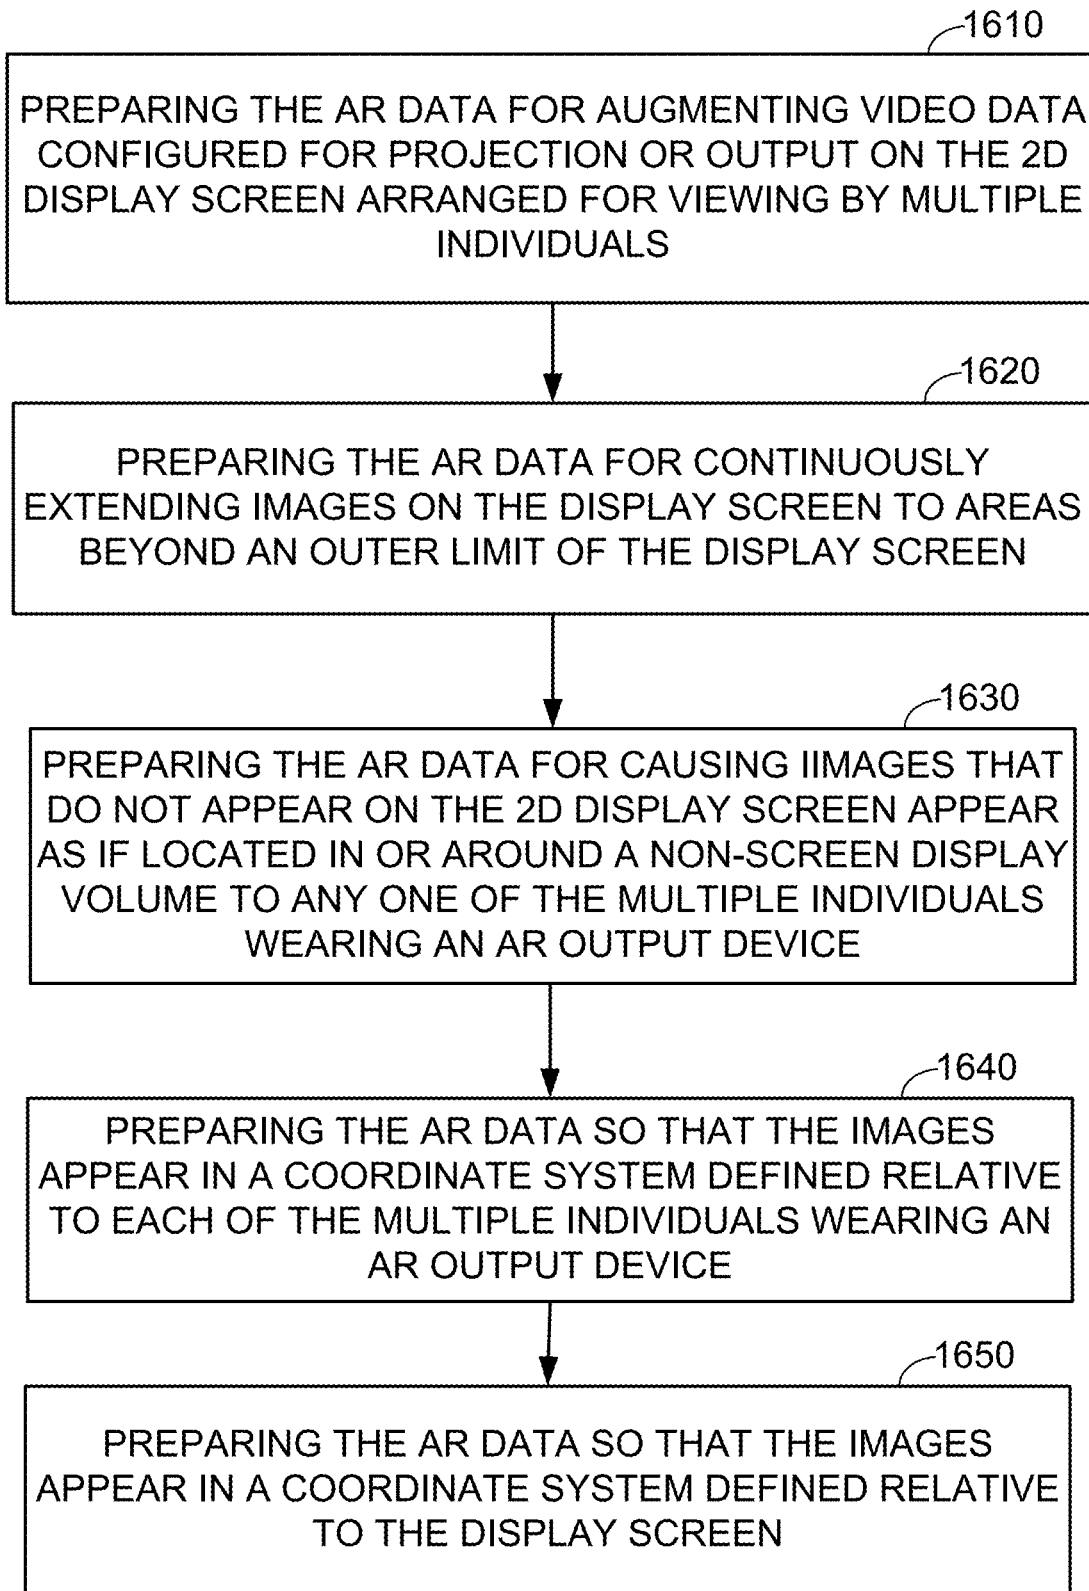 1610
PREPARING THE AR DATA FOR AUGMENTING VIDEO DATA
CONFIGURED FOR PROJECTION OR OUTPUT ON THE 2D
DISPLAY SCREEN ARRANGED FOR VIEWING BY MULTIPLE
INDIVIDUALS
1620
PREPARING THE AR DATA FOR CONTINUOUSLY
EXTENDING IMAGES ON THE DISPLAY SCREEN TO AREAS
BEYOND AN OUTER LIMIT OF THE DISPLAY SCREEN
1630
PREPARING THE AR DATA FOR CAUSING IIMAGES THAT
DO NOT APPEAR ON THE 2D DISPLAY SCREEN APPEAR
AS IF LOCATED IN OR AROUND A NON-SCREEN DISPLAY
VOLUME TO ANY ONE OF THE MULTIPLE INDIVIDUALS
WEARING AN AR OUTPUT DEVICE
1640
PREPARING THE AR DATA SO THAT THE IMAGES
APPEAR IN A COORDINATE SYSTEM DEFINED RELATIVE
TO EACH OF THE MULTIPLE INDIVIDUALS WEARING AN
AR OUTPUT DEVICE
1650
PREPARING THE AR DATA SO THAT THE IMAGES
APPEAR IN A COORDINATE SYSTEM DEFINED RELATIVE
TO THE DISPLAY SCREEN